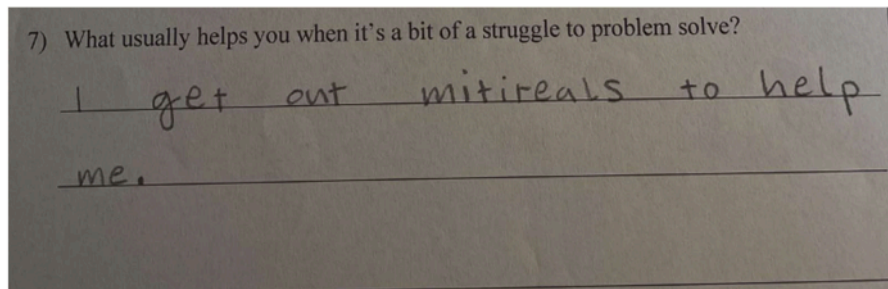 7) What usually helps you when it's a bit of a struggle to problem solve?
I get out mitireals to help
me.